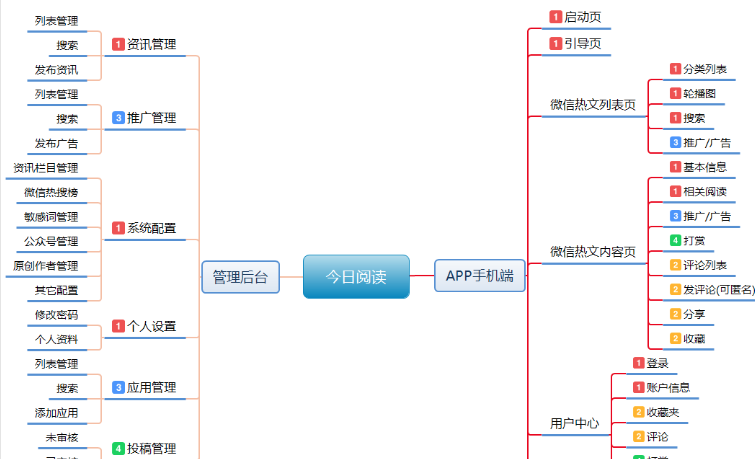 今日阅读
管理后台
1 资讯管理
列表管理
搜索
发布资讯
3 推广管理
列表管理
搜索
发布广告
1 系统配置
资讯栏目管理
微信热搜榜
敏感词管理
公众号管理
原创作者管理
其它配置
1 个人设置
修改密码
个人资料
3 应用管理
列表管理
搜索
添加应用
4 投稿管理
未审核
APP手机端
1 启动页
1 引导页
微信热文列表页
1 分类列表
1 轮播图
1 搜索
3 推广/广告
微信热文内容页
1 基本信息
1 相关阅读
3 推广/广告
4 打赏
2 评论列表
2 发评论(可匿名)
2 分享
2 收藏
用户中心
1 登录
1 账户信息
2 收藏夹
2 评论